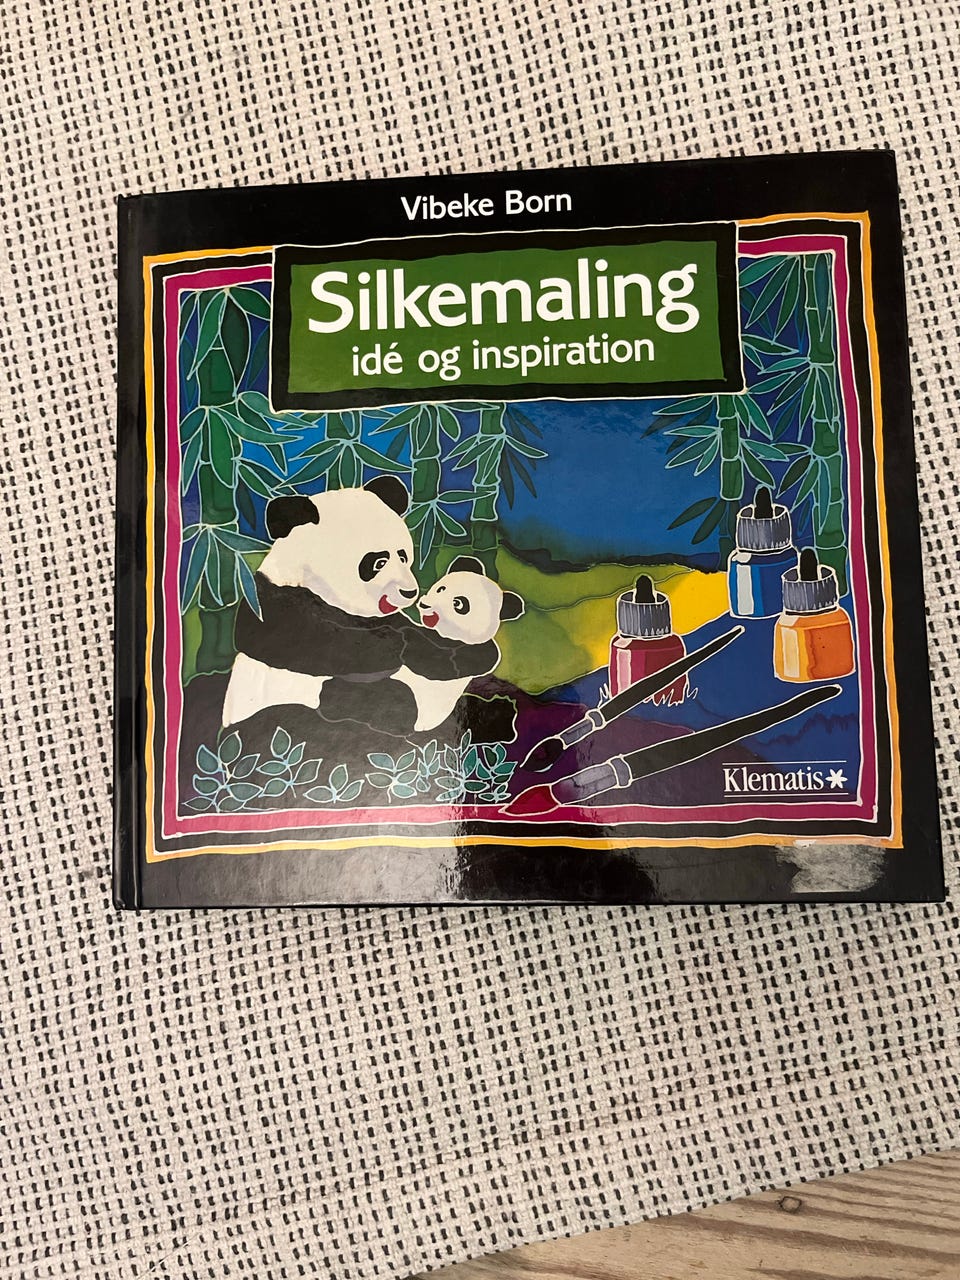 Vibeke Born
Silkemaling
idé og inspiration
Klematis